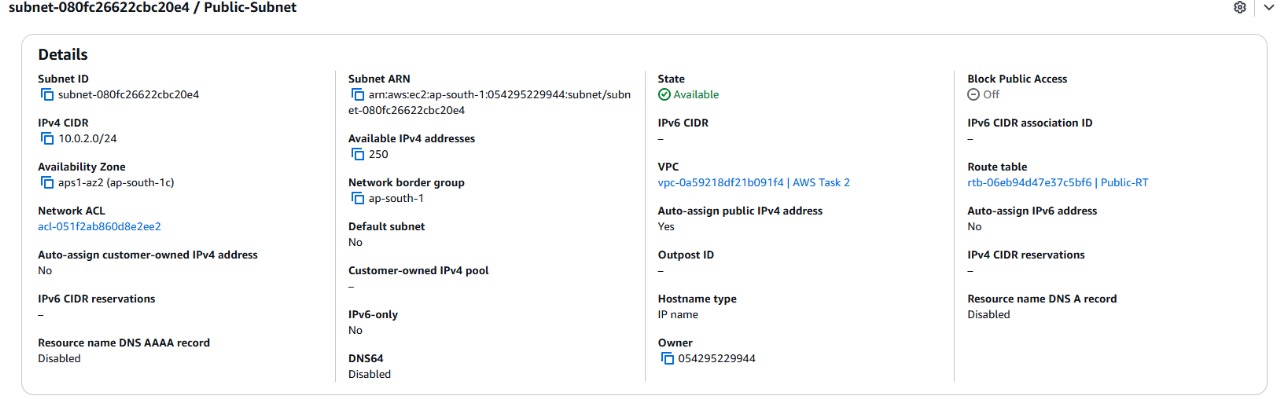 subnet-080fc26622cbc20e4 / Public-Subnet
Details
Subnet ID
subnet-080fc26622cbc20e4
IPv4 CIDR
10.0.2.0/24
Availability Zone
aps1-az2 (ap-south-1c)
Network ACL
acl-051f2ab860d8e2ee2
Auto-assign customer-owned IPv4 address
No
IPv6 CIDR reservations
–
Resource name DNS AAAA record
Disabled
Subnet ARN
arn:aws:ec2:ap-south-1:054295229944:subnet/subn
et-080fc26622cbc20e4
Available IPv4 addresses
250
Network border group
ap-south-1
Default subnet
No
Customer-owned IPv4 pool
–
IPv6-only
No
DNS64
Disabled
State
Available
IPv6 CIDR
–
VPC
vpc-0a59218df21b091f4 | AWS Task 2
Auto-assign public IPv4 address
Yes
Outpost ID
–
Hostname type
IP name
Owner
054295229944
Block Public Access
Off
IPv6 CIDR association ID
–
Route table
rtb-06eb94d47e37c5bf6 | Public-RT
Auto-assign IPv6 address
No
IPv4 CIDR reservations
–
Resource name DNS A record
Disabled